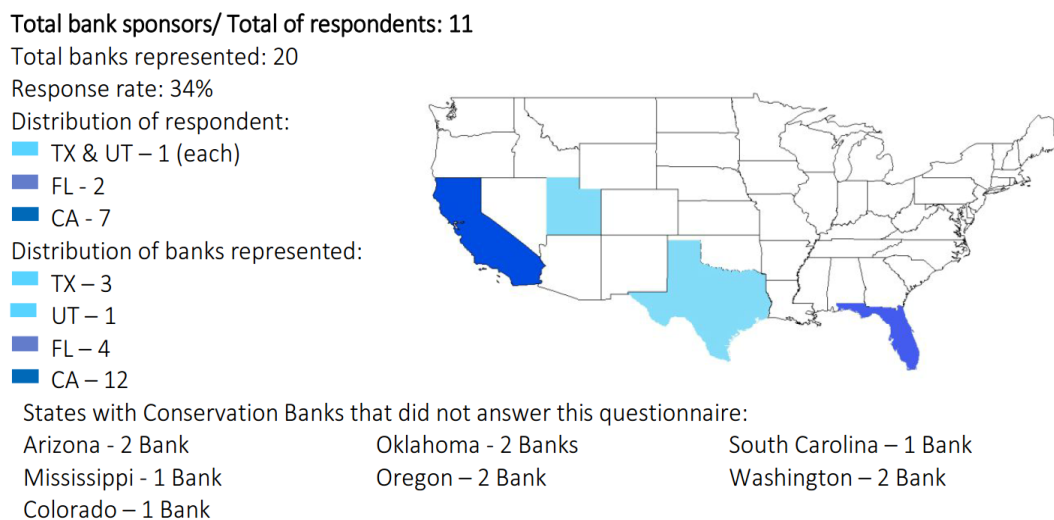 Total bank sponsors/ Total of respondents: 11
Total banks represented: 20
Response rate: 34%
Distribution of respondent:
TX & UT – 1 (each)
FL - 2
CA - 7
Distribution of banks represented:
TX – 3
UT – 1
FL – 4
CA – 12
States with Conservation Banks that did not answer this questionnaire:
Arizona - 2 Bank Oklahoma - 2 Banks South Carolina – 1 Bank
Mississippi - 1 Bank Oregon – 2 Bank Washington – 2 Bank
Colorado – 1 Bank